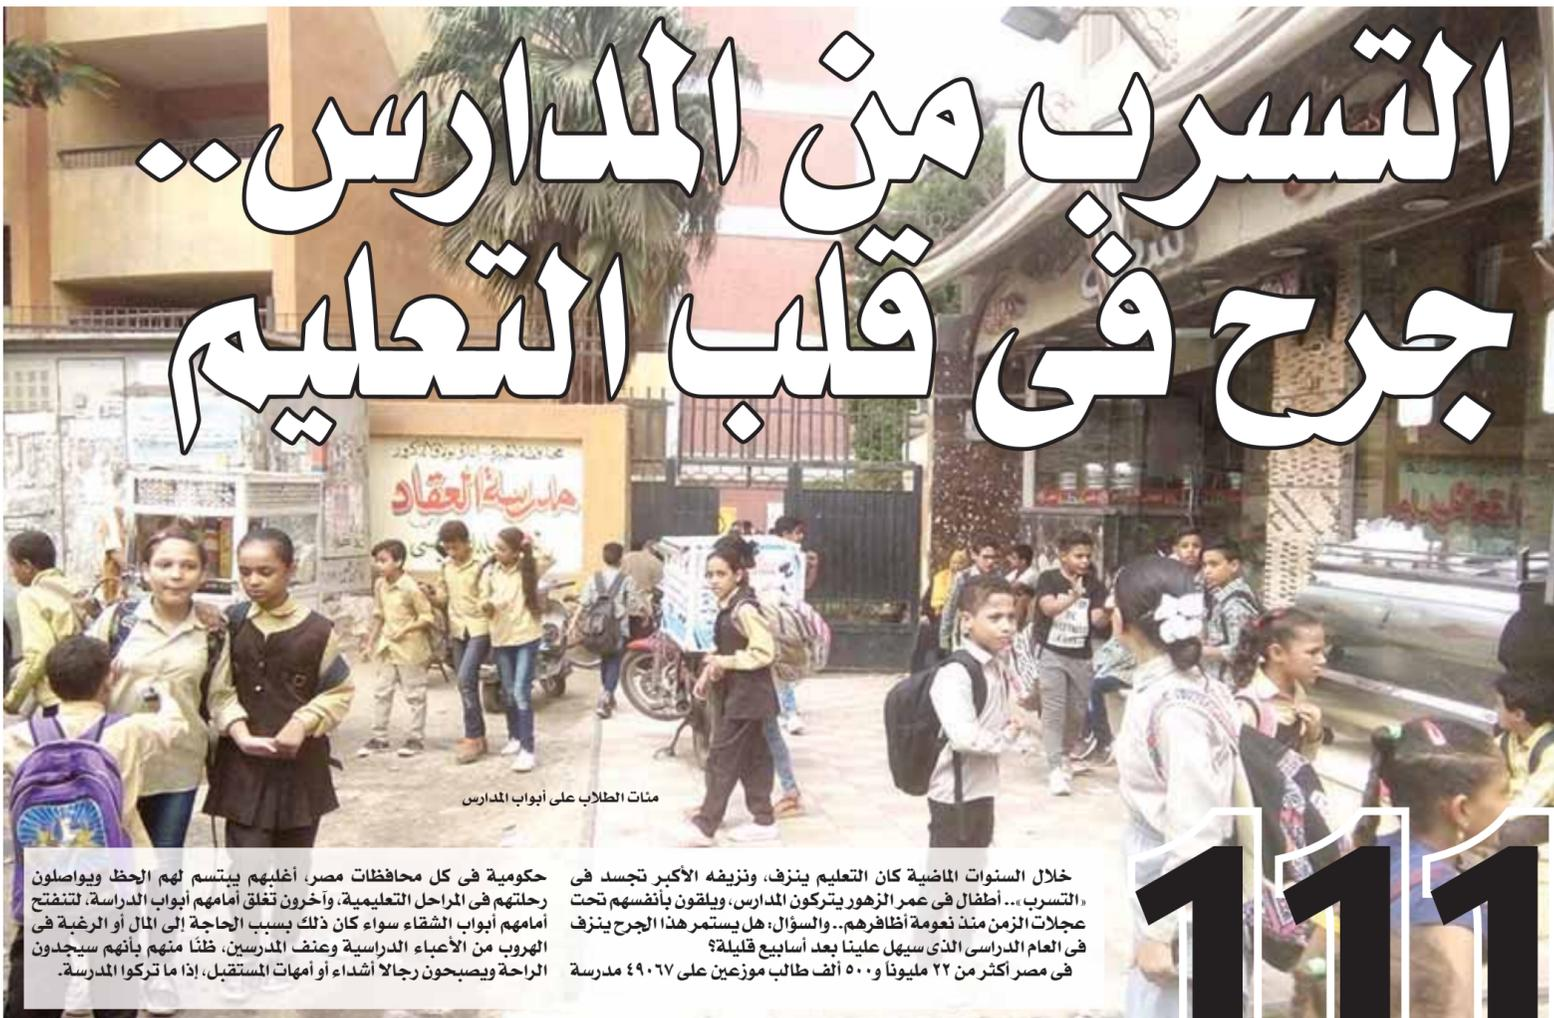 التسرب من المدارس..
جرح فى قلب التعليم
مدرسة العقاد
مئات الطلاب على أبواب المدارس
خلال السنوات الماضية كان التعليم ينزف، ونزيفه الأكبر تجسد فى
«التسرب».. أطفال فى عمر الزهور يتركون المدارس، ويلقون بأنفسهم تحت
عجلات الزمن منذ نعومة أظافرهم.. والسؤال: هل يستمر هذا الجرح ينزف
فى العام الدراسى الذى سيهل علينا بعد أسابيع قليلة؟
فى مصر أكثر من ٢٢ مليوناً و٥٠٠ ألف طالب موزعين على ٤٩٠٦٧ مدرسة
حكومية فى كل محافظات مصر، أغلبهم يبتسم لهم الحظ ويواصلون
رحلتهم فى المراحل التعليمية، وآخرون تغلق أمامهم أبواب الدراسة، لتنفتح
أمامهم أبواب الشقاء سواء كان ذلك بسبب الحاجة إلى المال أو الرغبة فى
الهروب من الأعباء الدراسية وعنف المدرسين، ظنًا منهم بأنهم سيجدون
الراحة ويصبحون رجالا أشداء أو أمهات المستقبل، إذا ما تركوا المدرسة.
111